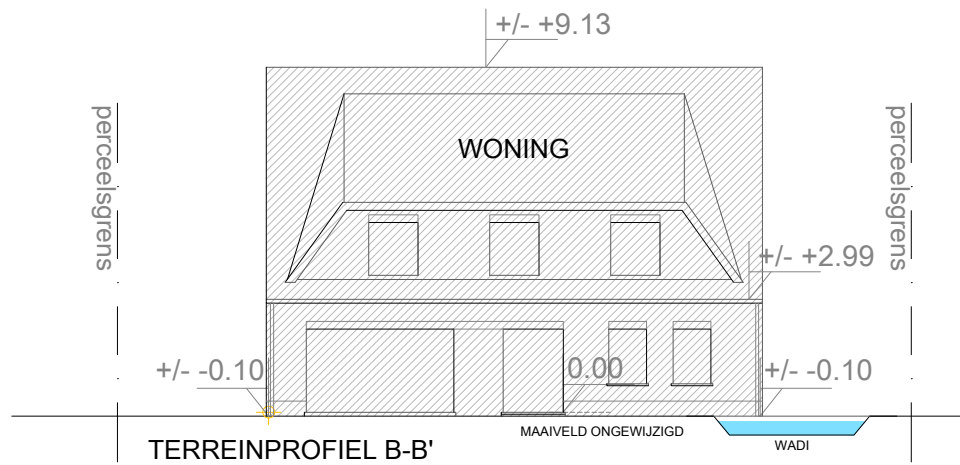 +/- +9.13
perceelsgrens
perceelsgrens
WONING
+/- +2.99
+/- -0.10
0.00
+/- -0.10
MAAIVELD ONGEWIJZIGD
WADI
TERREINPROFIEL B-B'